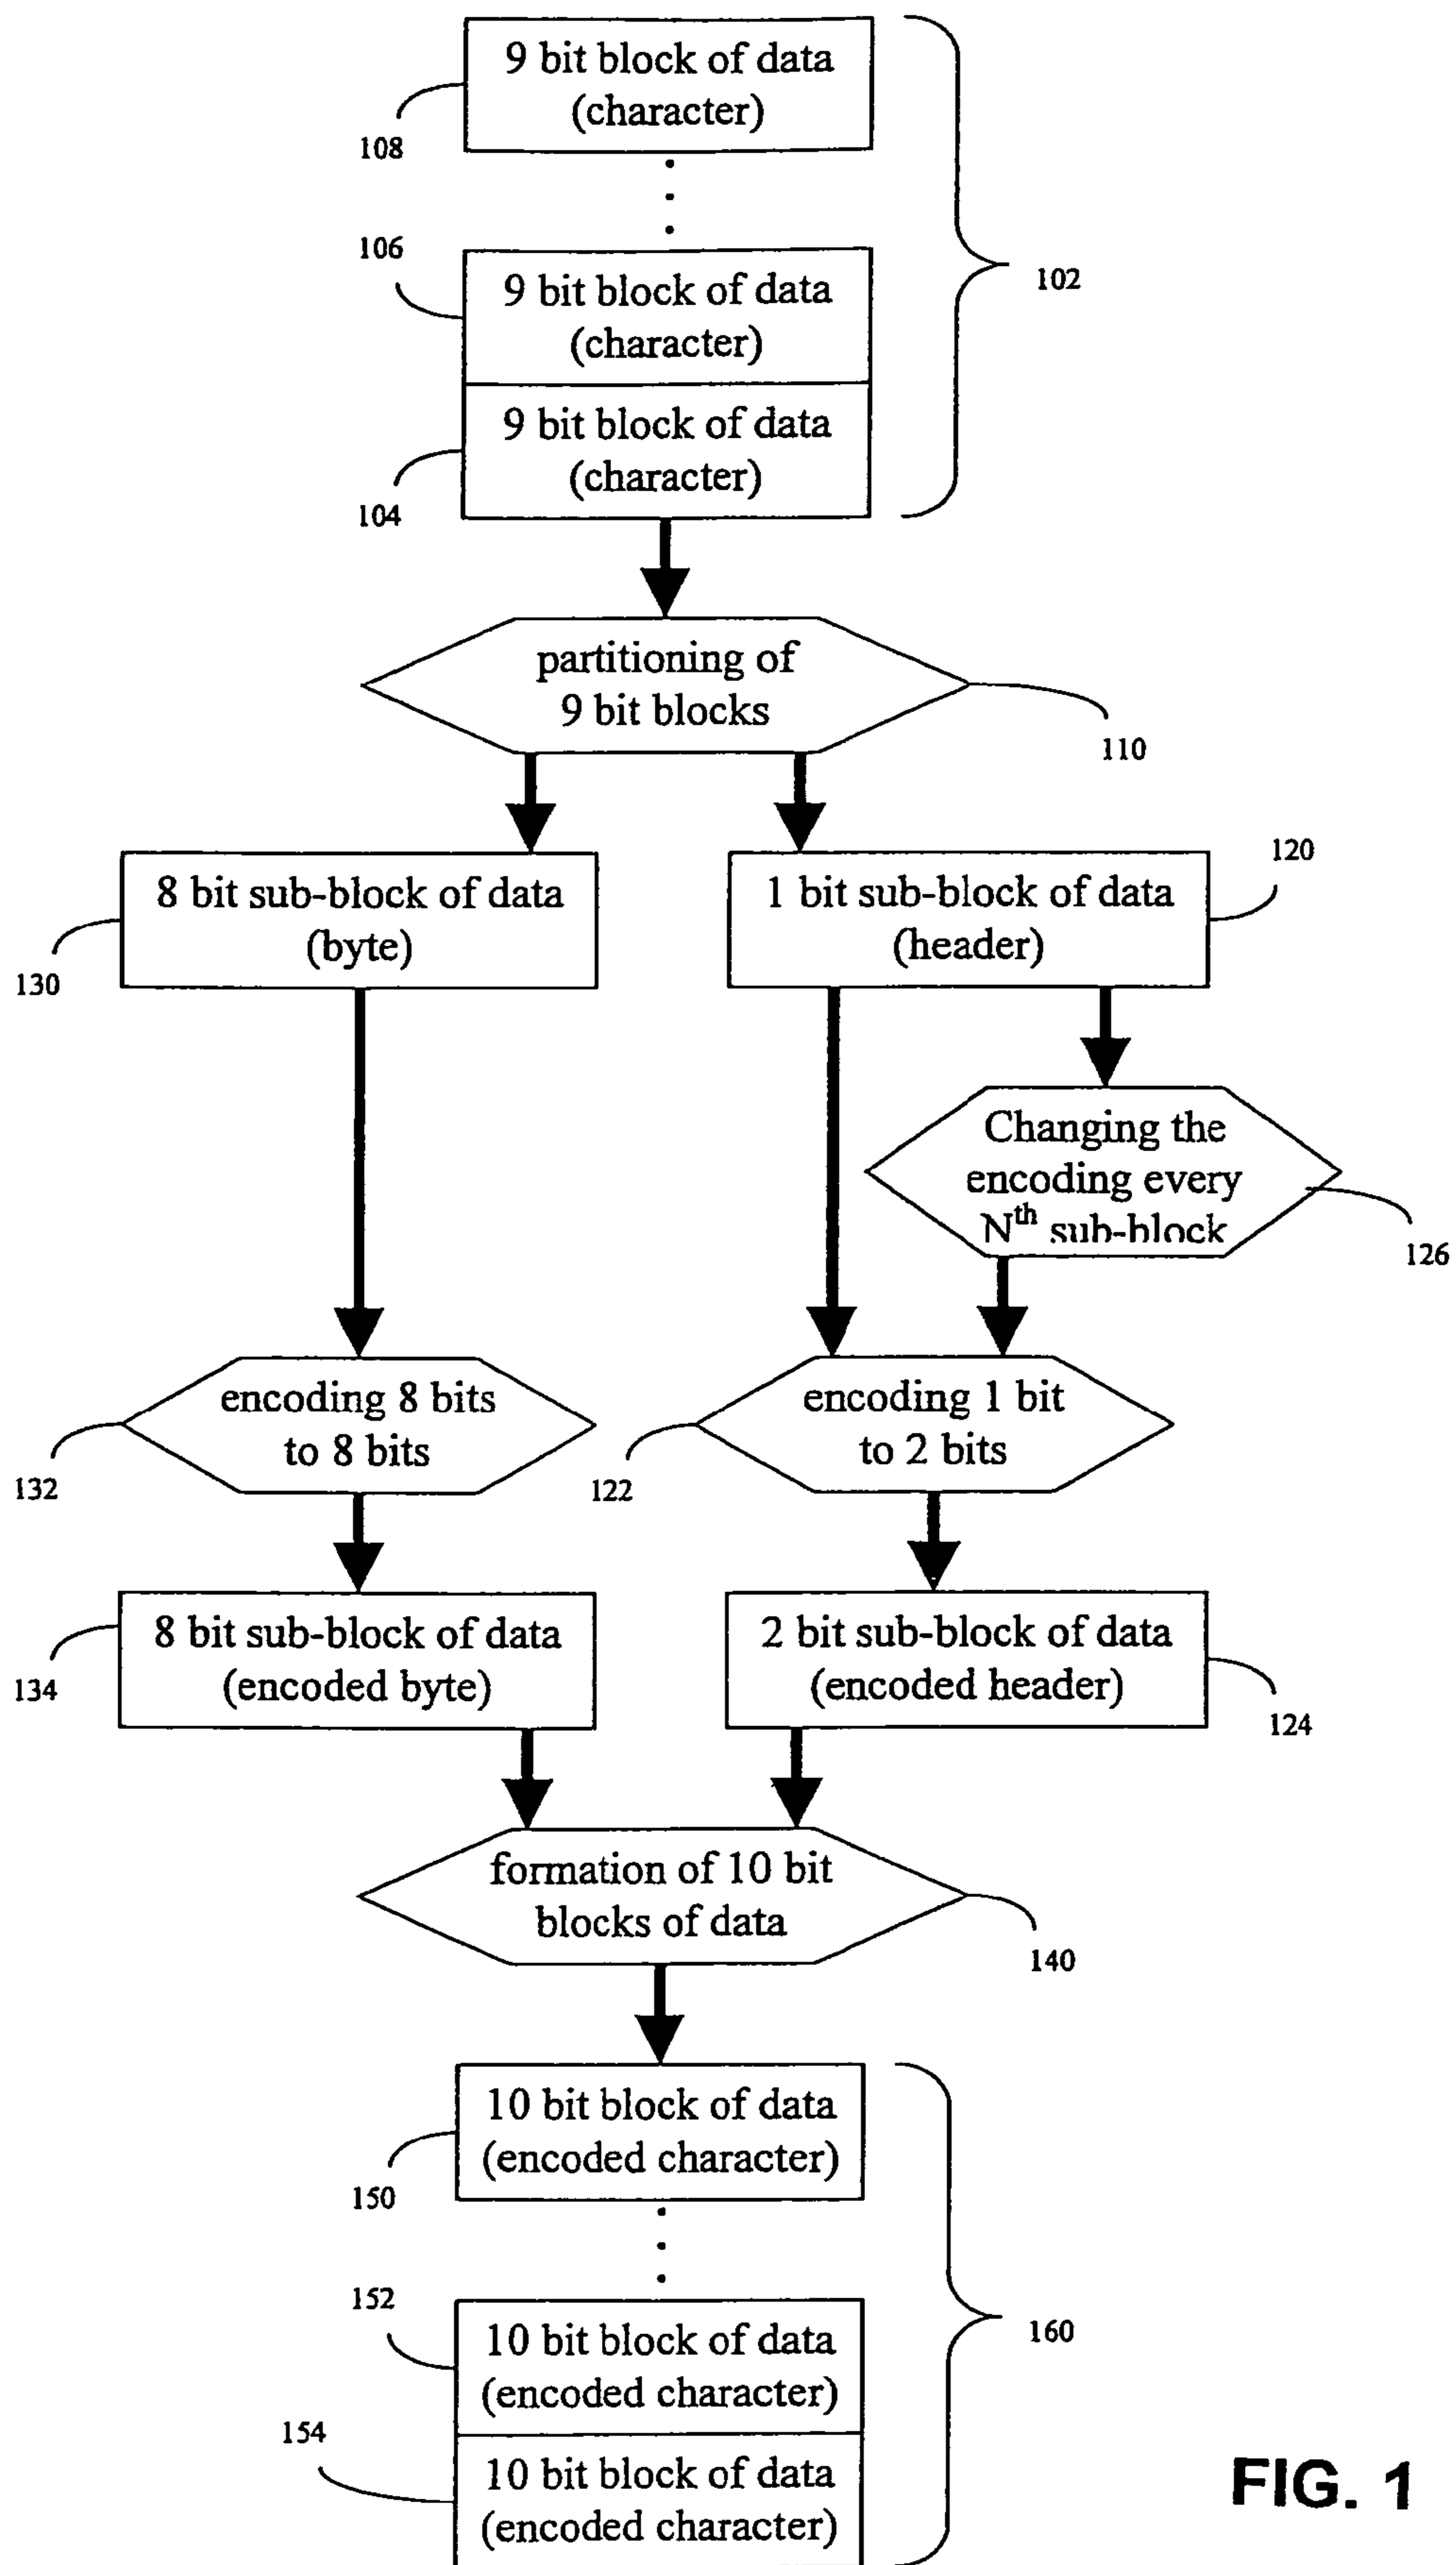 9 bit block of data
(character)
108
106
9 bit block of data
(character)
102
9 bit block of data
(character)
104
partitioning of
9 bit blocks
110
8 bit sub-block of data
(byte)
130
1 bit sub-block of data
(header)
120
Changing the
encoding every
Nth sub-block
126
encoding 8 bits
to 8 bits
132
encoding 1 bit
to 2 bits
122
8 bit sub-block of data
(encoded byte)
134
2 bit sub-block of data
(encoded header)
124
formation of 10 bit
blocks of data
140
10 bit block of data
(encoded character)
150
152
10 bit block of data
(encoded character)
160
154
10 bit block of data
(encoded character)
FIG. 1